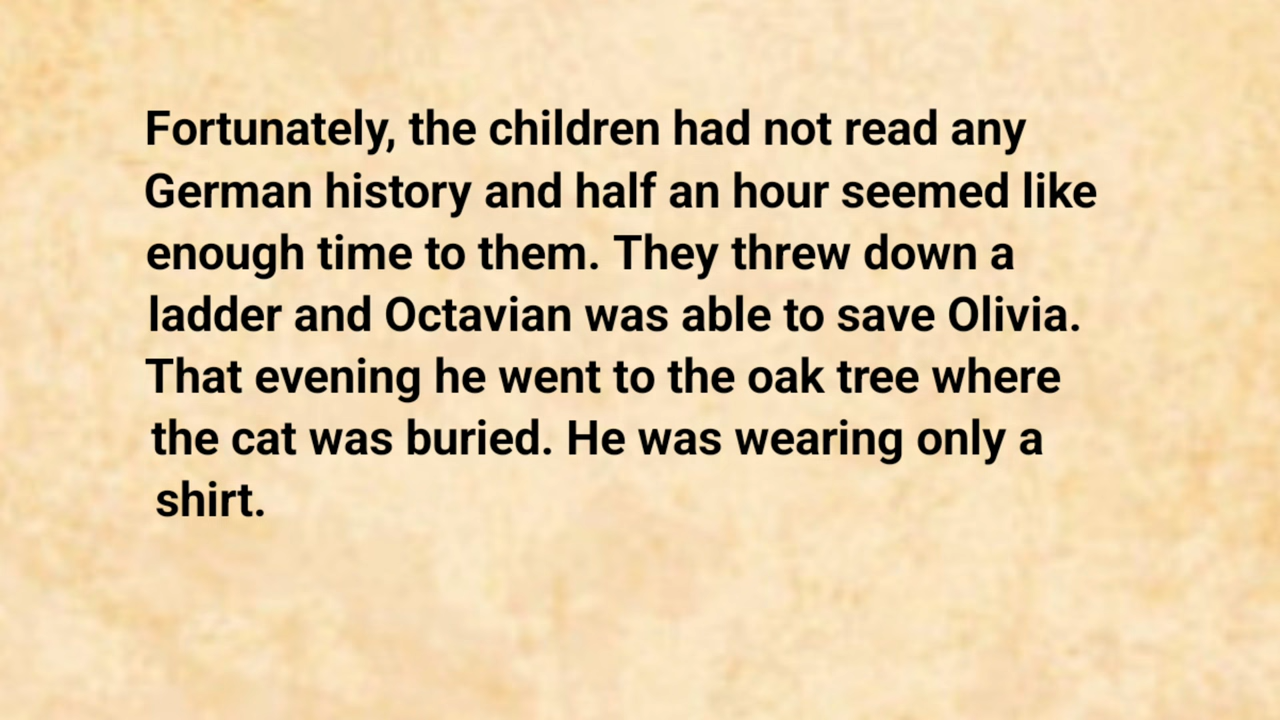 Fortunately, the children had not read any
German history and half an hour seemed like
enough time to them. They threw down a
ladder and Octavian was able to save Olivia.
That evening he went to the oak tree where
the cat was buried. He was wearing only a
shirt.